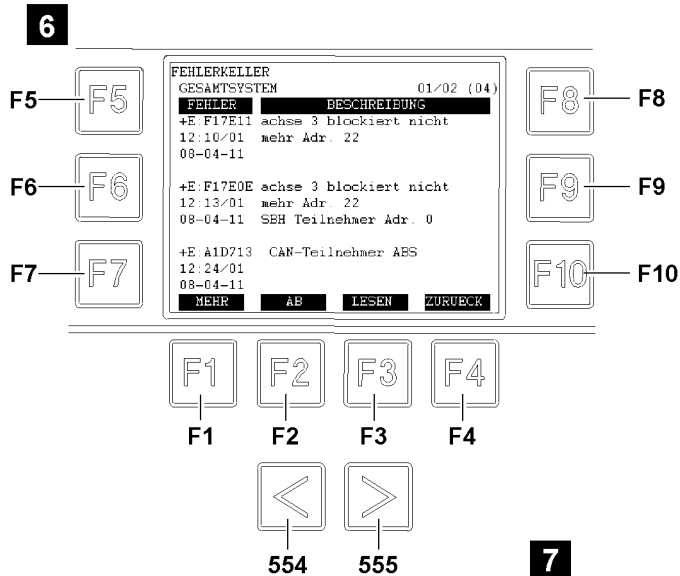 6
FEHLERKELLER
GESAMTSYSTEM 01/02 (04)
FEHLER BESCHREIBUNG
+E:F17E11 achse 3 blockiert nicht
12:10/01 mehr Adr. 22
08-04-11
+E:F17E0E achse 3 blockiert nicht
12:13/01 mehr Adr. 22
08-04-11 SBH Teilnehmer Adr. 0
+E:A1D713 CAN-Teilnehmer ABS
12:24/01
08-04-11
MEHR AB LESEN ZURUECK
F5 F5
F6 F6
F7 F7
F8 F8
F9 F9
F10 F10
F1 F2 F3 F4
F1 F2 F3 F4
< >
554 555
7